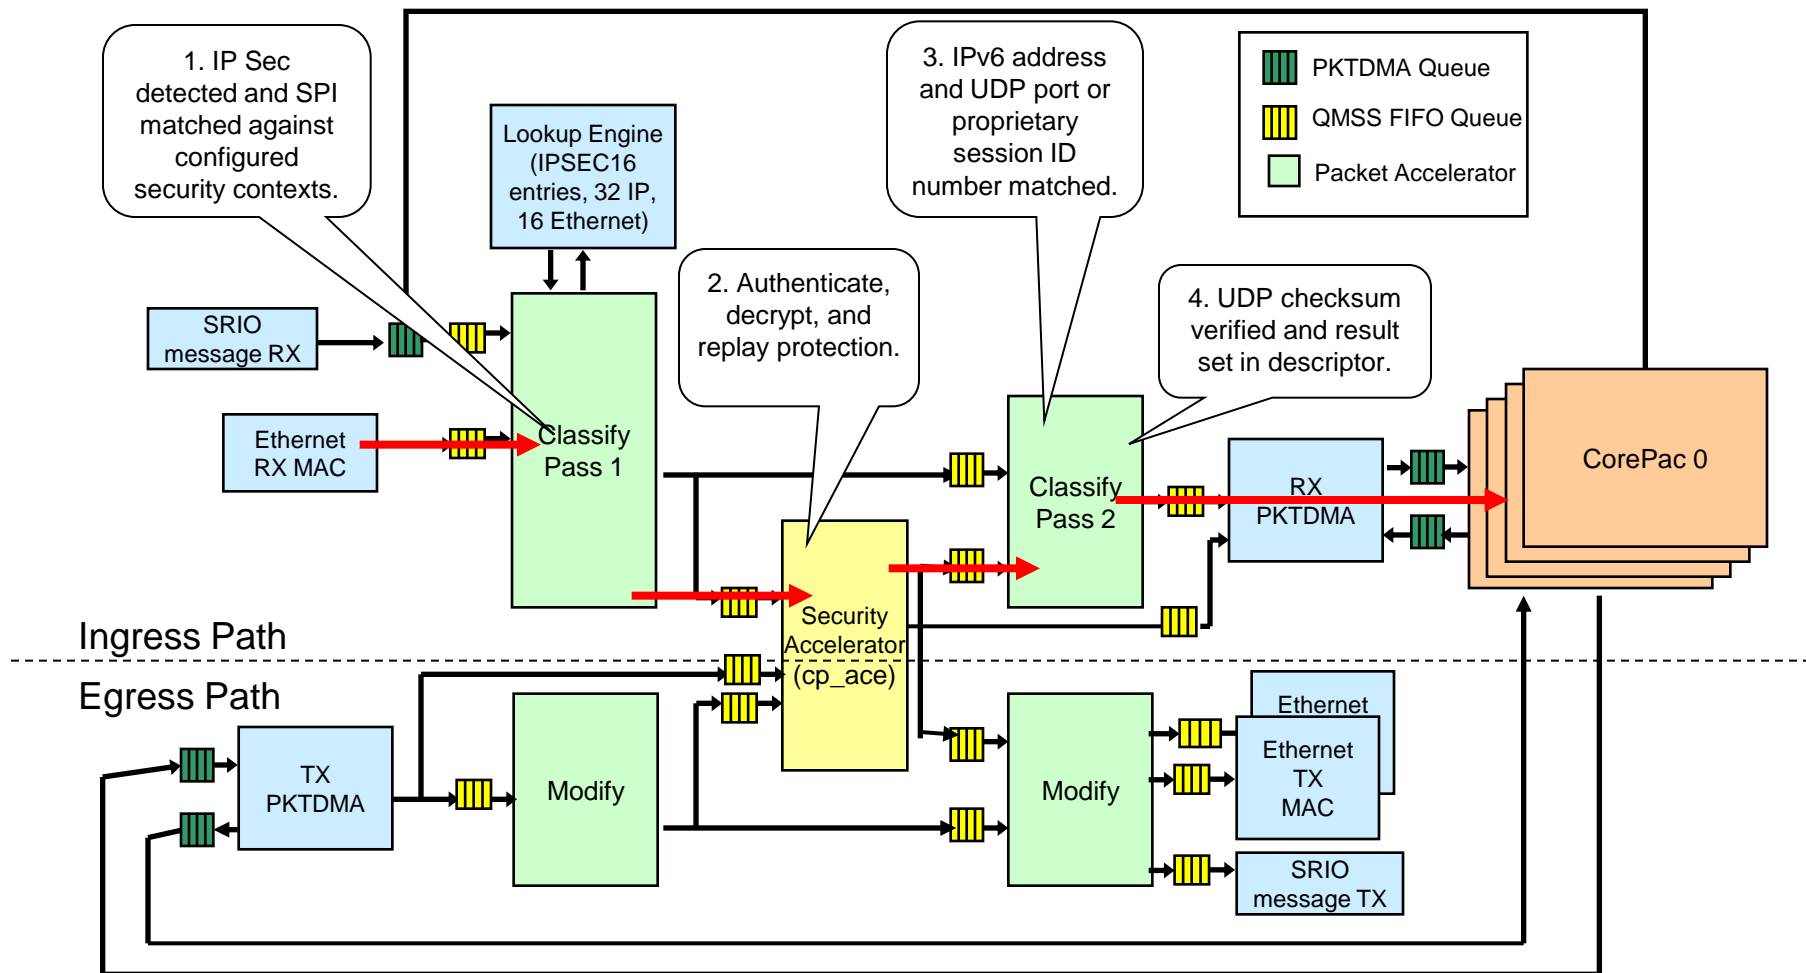 1. IP Sec
detected and SPI
matched against
configured
security contexts.
Lookup Engine
(IPSEC16
entries, 32 IP,
16 Ethernet)
3. IPv6 address
and UDP port or
proprietary
session ID
number matched.
PKTDMA Queue
QMSS FIFO Queue
Packet Accelerator
2. Authenticate,
decrypt, and
replay protection.
4. UDP checksum
verified and result
set in descriptor.
SRIO
message RX
Ethernet
RX MAC
Classify
Pass 1
Classify
Pass 2
RX
PKTDMA
CorePac 0
Security
Accelerator
(cp_ace)
Ingress Path
Egress Path
TX
PKTDMA
Modify
Modify
Ethernet
Ethernet
TX
MAC
SRIO
message TX